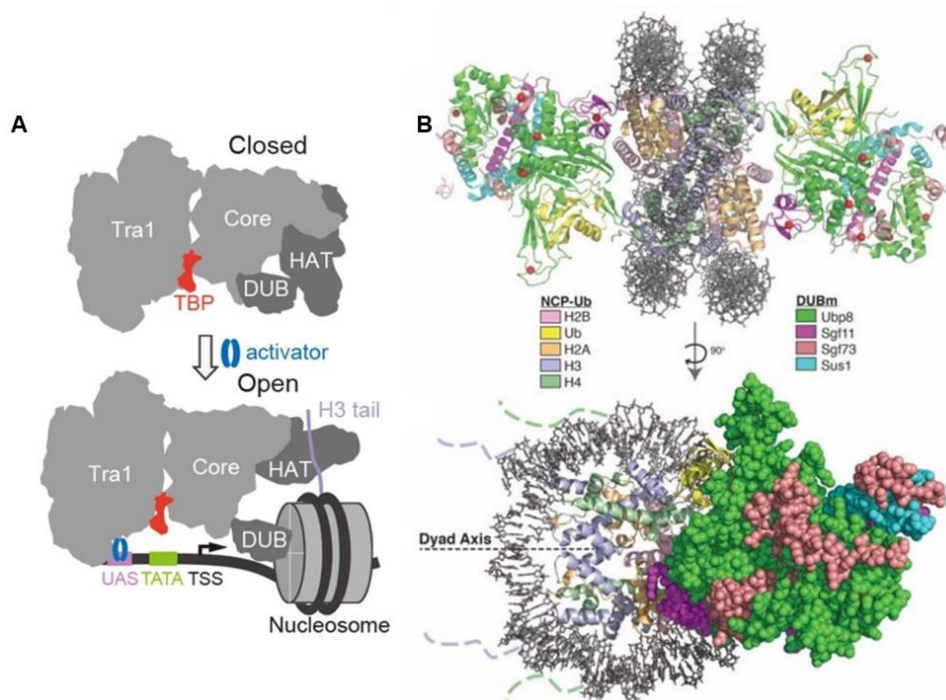 A
Closed
Tra1
Core
HAT
DUB
TBP
activator
Open
H3 tail
Tra1
Core
HAT
DUB
UAS TATA TSS
Nucleosome
B
NCP-Ub
H2B
Ub
H2A
H3
H4
DUBm
Ubp8
Sgf11
Sgf73
Sus1
90°
Dyad Axis